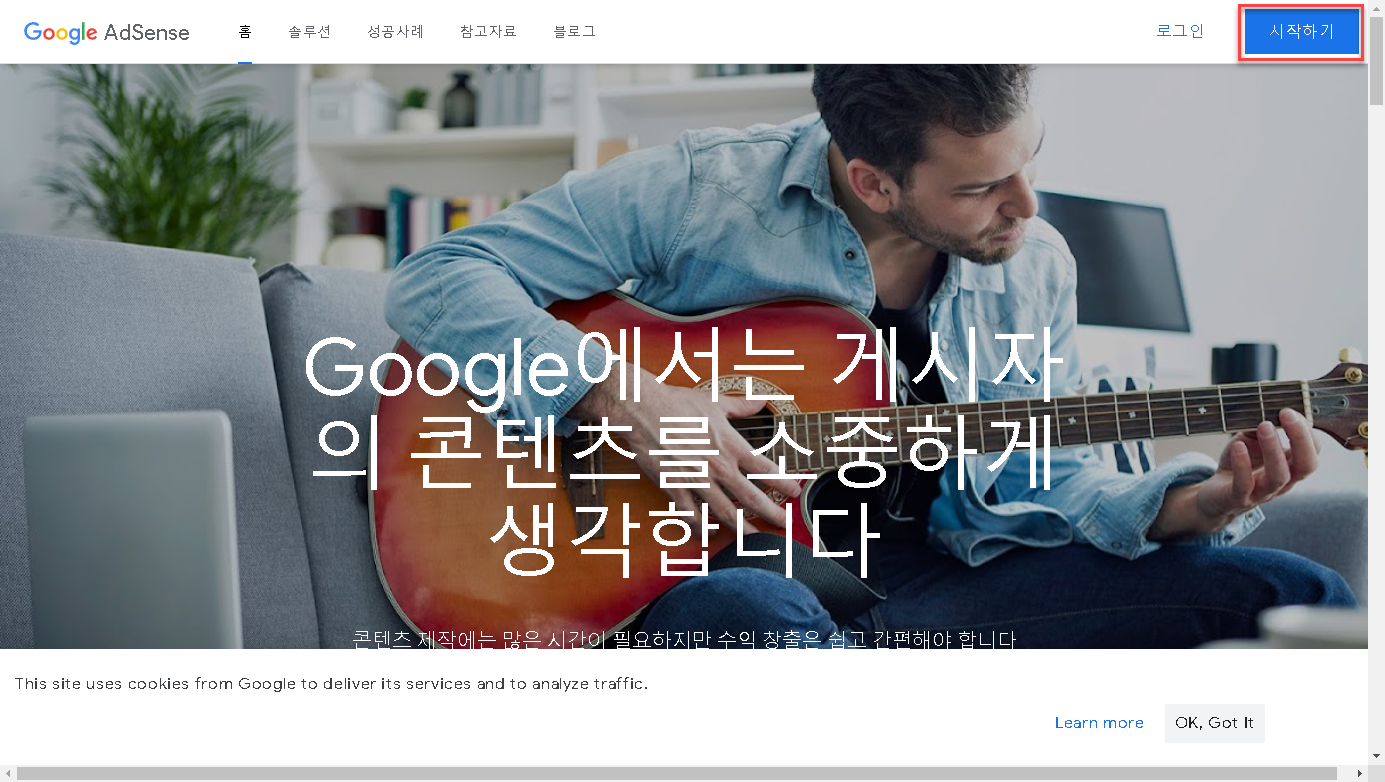 Google AdSense
홈
솔루션
성공사례
참고자료
블로그
로그인
시작하기
Google에서는 게시자
의 콘텐츠를 소중하게
생각합니다
콘텐츠 제작에는 많은 시간이 필요하지만 수익 창출은 쉽고 간편해야 합니다
This site uses cookies from Google to deliver its services and to analyze traffic.
Learn more
OK, Got It